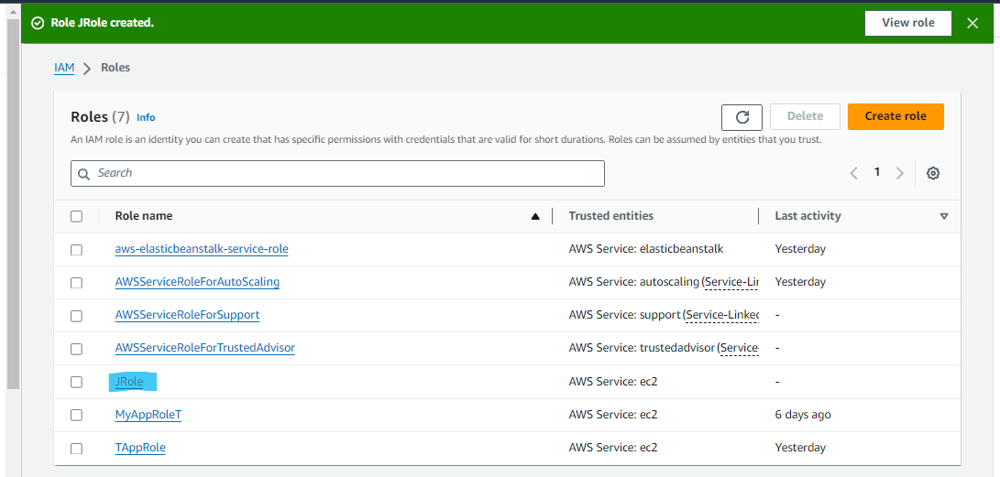 Role JRole created.
View role
IAM > Roles
Roles (7) Info
Delete
Create role
An IAM role is an identity you can create that has specific permissions with credentials that are valid for short durations. Roles can be assumed by entities that you trust.
Search
1
Role name Trusted entities Last activity
aws-elasticbeanstalk-service-role AWS Service: elasticbeanstalk Yesterday
AWSServiceRoleForAutoScaling AWS Service: autoscaling (Service-Lin Yesterday
AWSServiceRoleForSupport AWS Service: support (Service-Linked -
AWSServiceRoleForTrustedAdvisor AWS Service: trustedadvisor (Service- -
JRole AWS Service: ec2 -
MyAppRoleT AWS Service: ec2 6 days ago
TAppRole AWS Service: ec2 Yesterday